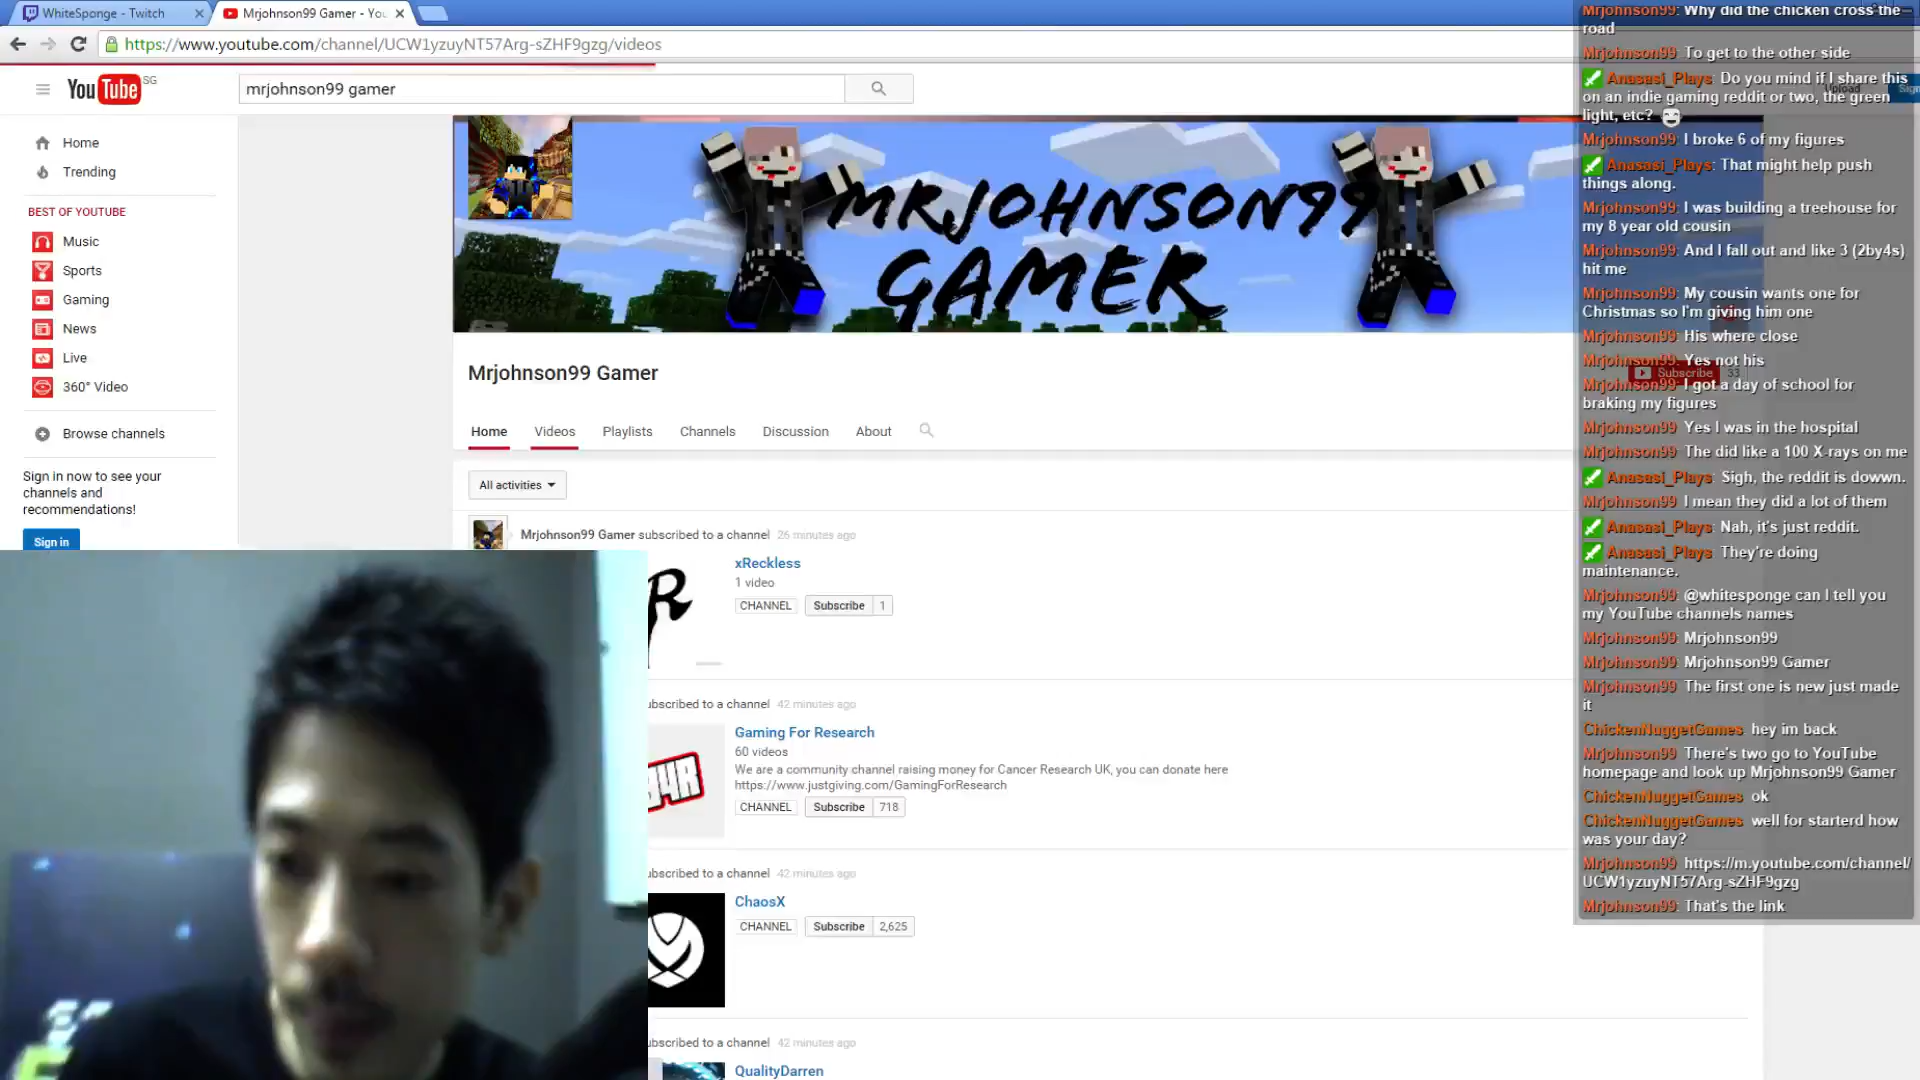 WhiteSponge - Twitch
Mrjohnson99 Gamer - You
https://www.youtube.com/channel/UCW1yzuyNT57Arg-sZHF9gzg/videos
YouTube SG
mrjohnson99 gamer
Upload
Sign
Home
Trending
BEST OF YOUTUBE
Music
Sports
Gaming
News
Live
360° Video
Browse channels
Sign in now to see your
channels and
recommendations!
Sign in
MRJOHNSON99
GAMER
Mrjohnson99 Gamer
Subscribe 33
Home Videos Playlists Channels Discussion About
All activities
Mrjohnson99 Gamer subscribed to a channel 26 minutes ago
xReckless
1 video
CHANNEL Subscribe 1
ubscribed to a channel 42 minutes ago
Gaming For Research
60 videos
We are a community channel raising money for Cancer Research UK, you can donate here
https://www.justgiving.com/GamingForResearch
CHANNEL Subscribe 718
ubscribed to a channel 42 minutes ago
ChaosX
CHANNEL Subscribe 2,625
ubscribed to a channel 42 minutes ago
QualityDarren
Mrjohnson99: Why did the chicken cross the
road
Mrjohnson99: To get to the other side
Anasasi_Plays: Do you mind if I share this
on an indie gaming reddit or two, the green
light, etc?
Mrjohnson99: I broke 6 of my figures
Anasasi_Plays: That might help push
things along.
Mrjohnson99: I was building a treehouse for
my 8 year old cousin
Mrjohnson99: And I fall out and like 3 (2by4s)
hit me
Mrjohnson99: My cousin wants one for
Christmas so I'm giving him one
Mrjohnson99: His where close
Mrjohnson99: Yes not his
Mrjohnson99: I got a day of school for
braking my figures
Mrjohnson99: Yes I was in the hospital
Mrjohnson99: The did like a 100 X-rays on me
Anasasi_Plays: Sigh, the reddit is dowwn.
Mrjohnson99: I mean they did a lot of them
Anasasi_Plays: Nah, it's just reddit.
Anasasi_Plays: They're doing
maintenance.
Mrjohnson99: @whitesponge can I tell you
my YouTube channels names
Mrjohnson99: Mrjohnson99
Mrjohnson99: Mrjohnson99 Gamer
Mrjohnson99: The first one is new just made
it
ChickenNuggetGames: hey im back
Mrjohnson99: There's two go to YouTube
homepage and look up Mrjohnson99 Gamer
ChickenNuggetGames: ok
ChickenNuggetGames: well for starterd how
was your day?
Mrjohnson99: https://m.youtube.com/channel/
UCW1yzuyNT57Arg-sZHF9gzg
Mrjohnson99: That's the link